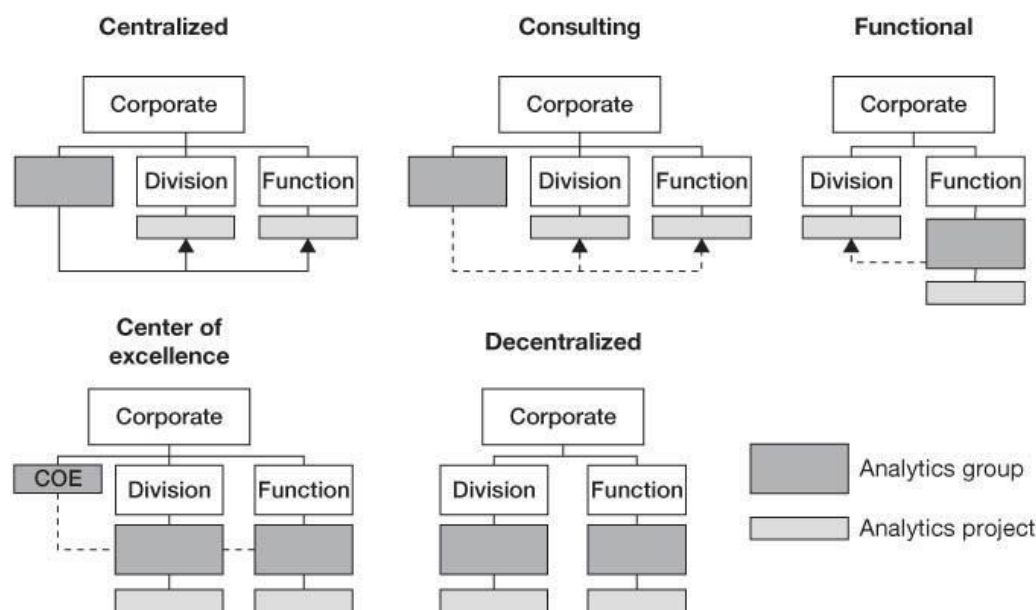 Centralized
Consulting
Functional
Corporate
Corporate
Corporate
Division
Function
Division
Function
Division
Function
Center of
excellence
Decentralized
Corporate
Corporate
COE
Division
Function
Division
Function
Analytics group
Analytics project